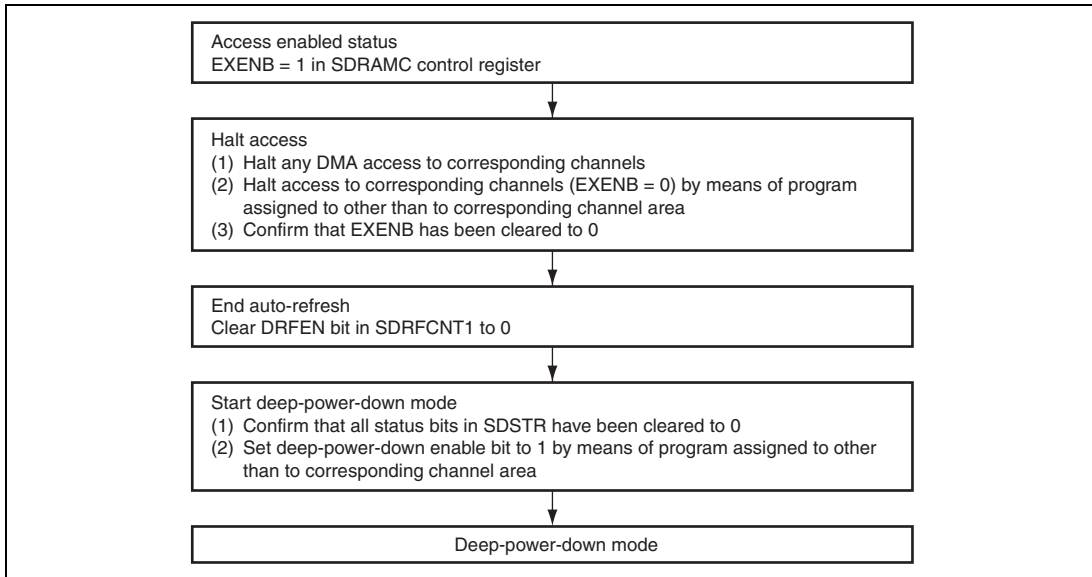 Access enabled status
EXENB = 1 in SDRAMC control register
Halt access
(1) Halt any DMA access to corresponding channels
(2) Halt access to corresponding channels (EXENB = 0) by means of program
assigned to other than to corresponding channel area
(3) Confirm that EXENB has been cleared to 0
End auto-refresh
Clear DRFEN bit in SDRFCNT1 to 0
Start deep-power-down mode
(1) Confirm that all status bits in SDSTR have been cleared to 0
(2) Set deep-power-down enable bit to 1 by means of program assigned to other
than to corresponding channel area
Deep-power-down mode